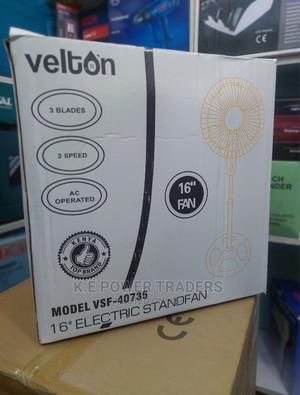 velton
3 BLADES
3 SPEED
AC
OPERATED
16"
FAN
KENYA
TOP BRAND
K.E POWER TRADERS
MODEL VSF-40735
16" ELECTRIC STANDFAN
CE